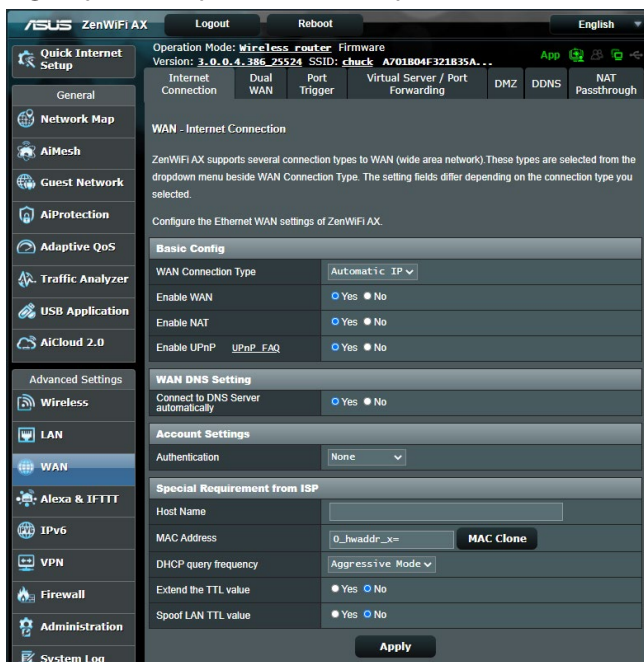 ASUS ZenWiFi AX Logout Reboot English
Quick Internet Setup
General
Network Map
AiMesh
Guest Network
AiProtection
Adaptive QoS
Traffic Analyzer
USB Application
AiCloud 2.0
Advanced Settings
Wireless
LAN
WAN
Alexa & IFTTT
IPv6
VPN
Firewall
Administration
System Log
Operation Mode: Wireless router Firmware
Version: 3.0.0.4.386_25524 SSID: chuck A701B04F321B35A...
App
Internet Connection
Dual WAN
Port Trigger
Virtual Server / Port Forwarding
DMZ
DDNS
NAT Passthrough
WAN - Internet Connection
ZenWiFi AX supports several connection types to WAN (wide area network).These types are selected from the
dropdown menu beside WAN Connection Type. The setting fields differ depending on the connection type you
selected.
Configure the Ethernet WAN settings of ZenWiFi AX.
Basic Config
WAN Connection Type Automatic IP
Enable WAN Yes No
Enable NAT Yes No
Enable UPnP UPnP FAQ Yes No
WAN DNS Setting
Connect to DNS Server automatically Yes No
Account Settings
Authentication None
Special Requirement from ISP
Host Name
MAC Address 0_hwaddr_x= MAC Clone
DHCP query frequency Aggressive Mode
Extend the TTL value Yes No
Spoof LAN TTL value Yes No
Apply